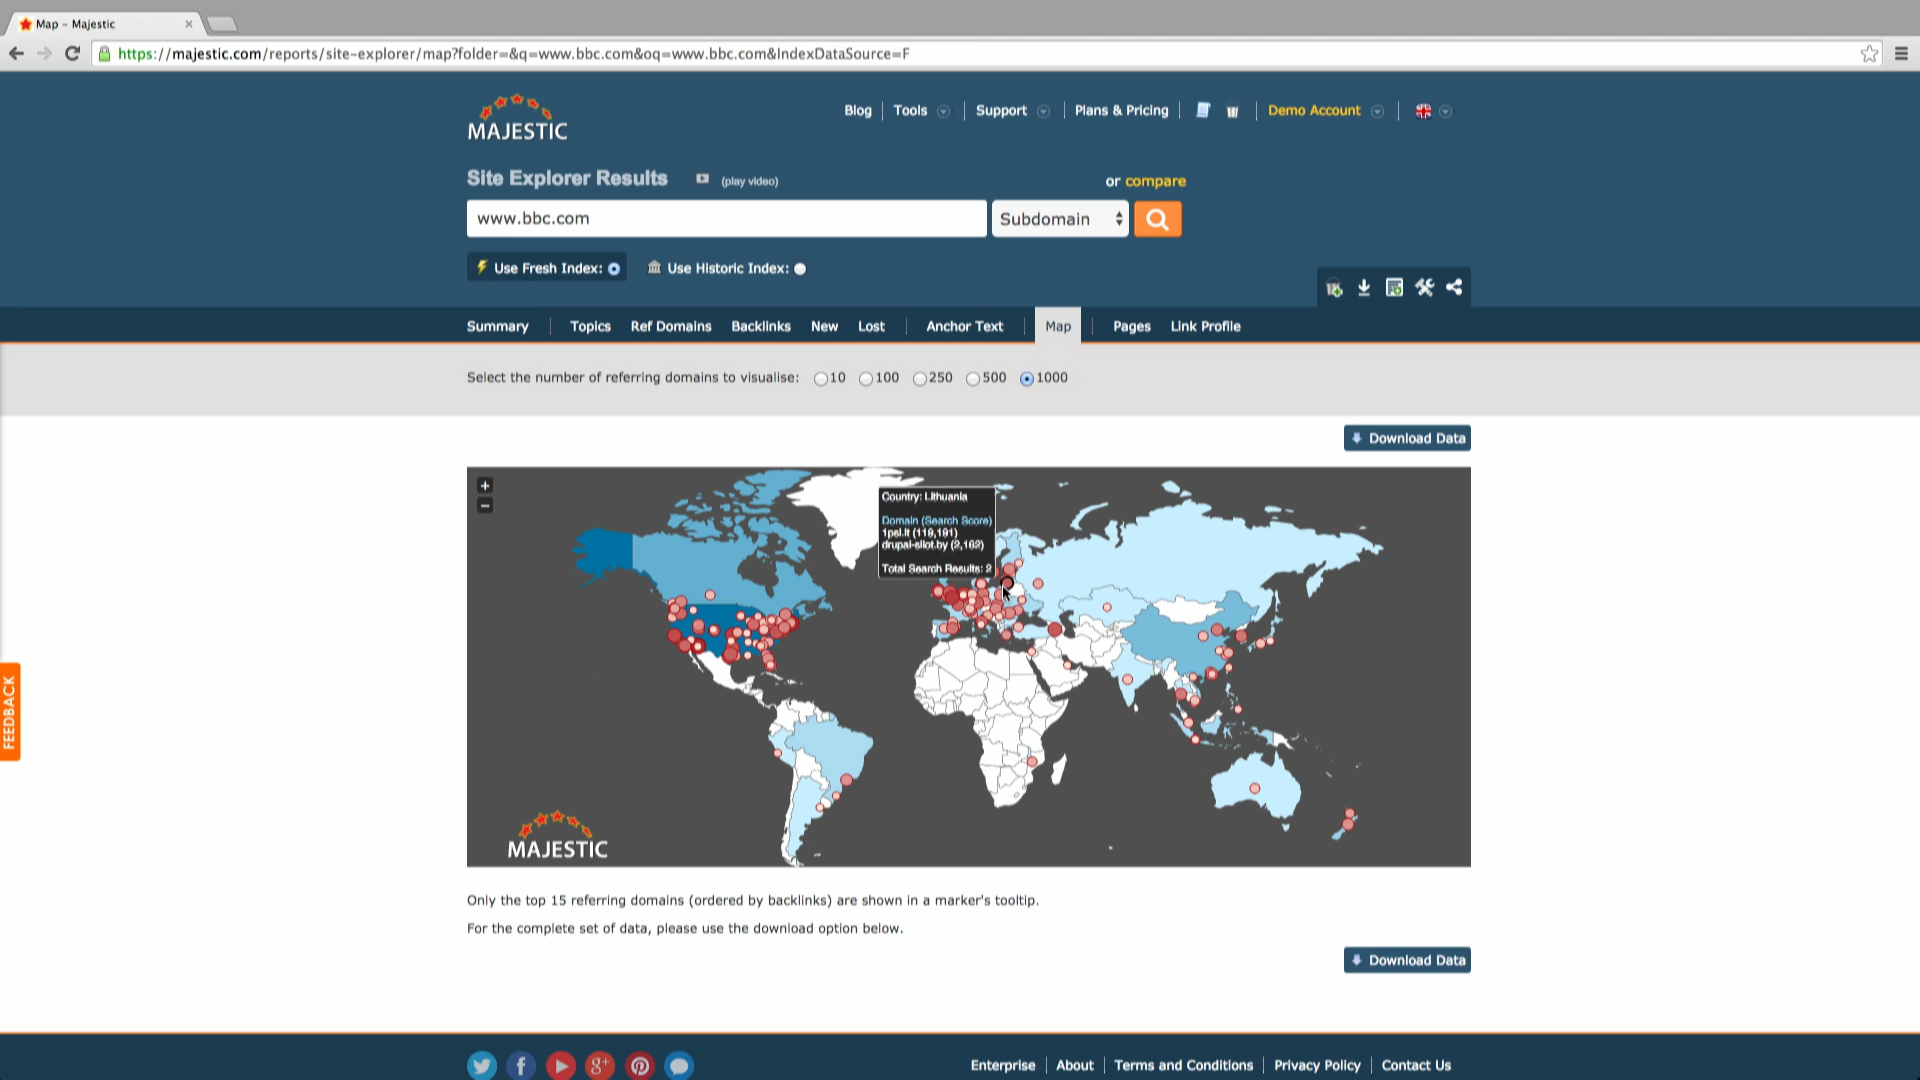 Map - Majestic
https://majestic.com/reports/site-explorer/map?folder=&q=www.bbc.com&oq=www.bbc.com&IndexDataSource=F
MAJESTIC
Blog Tools Support Plans & Pricing Demo Account
Site Explorer Results (play video) or compare
www.bbc.com Subdomain
Use Fresh Index: Use Historic Index:
Summary Topics Ref Domains Backlinks New Lost Anchor Text Map Pages Link Profile
Select the number of referring domains to visualise: 10 100 250 500 1000
Download Data
+
−
Country: Lithuania
Domain (Search Score)
1psl.lt (119,191)
drupal-sliot.by (2,162)
Total Search Results: 2
FEEDBACK
MAJESTIC
Only the top 15 referring domains (ordered by backlinks) are shown in a marker's tooltip.
For the complete set of data, please use the download option below.
Download Data
Enterprise About Terms and Conditions Privacy Policy Contact Us